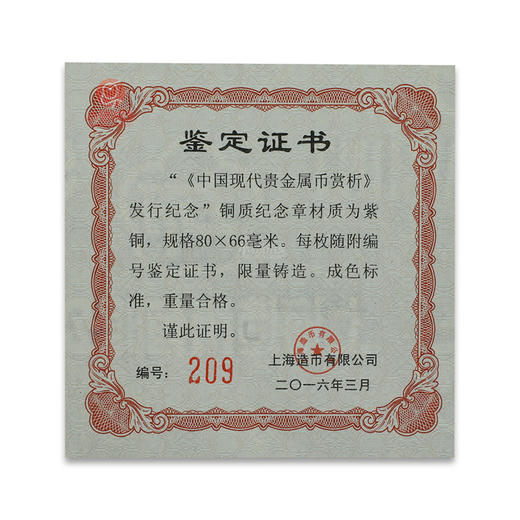 鉴定证书
“《中国现代贵金属币赏析》
发行纪念”铜质纪念章材质为紫
铜，规格80×66毫米。每枚随附编
号鉴定证书，限量铸造。成色标
准，重量合格。
谨此证明。
编号：209
上海造币有限公司
二〇一六年三月